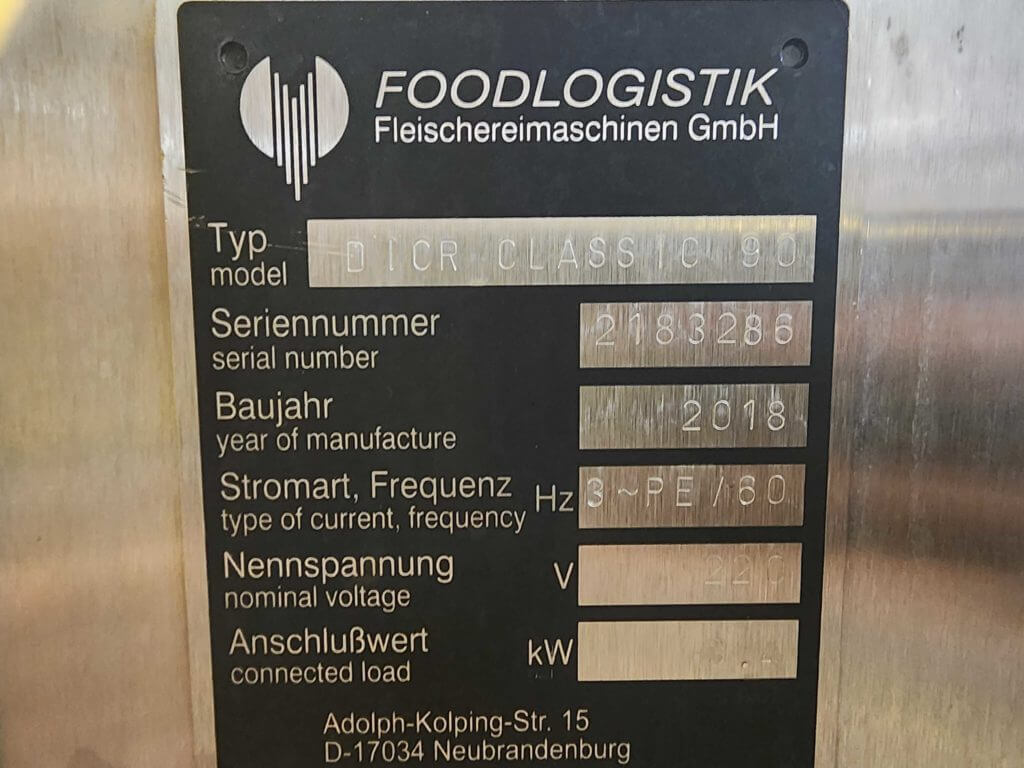 FOODLOGISTIK
Fleischereimaschinen GmbH
Typ DICR CLASSIC 90
model
Seriennummer 2183286
serial number
Baujahr 2018
year of manufacture
Stromart, Frequenz Hz 3~PE/60
type of current, frequency
Nennspannung V 220
nominal voltage
Anschlußwert kW
connected load
Adolph-Kolping-Str. 15
D-17034 Neubrandenburg